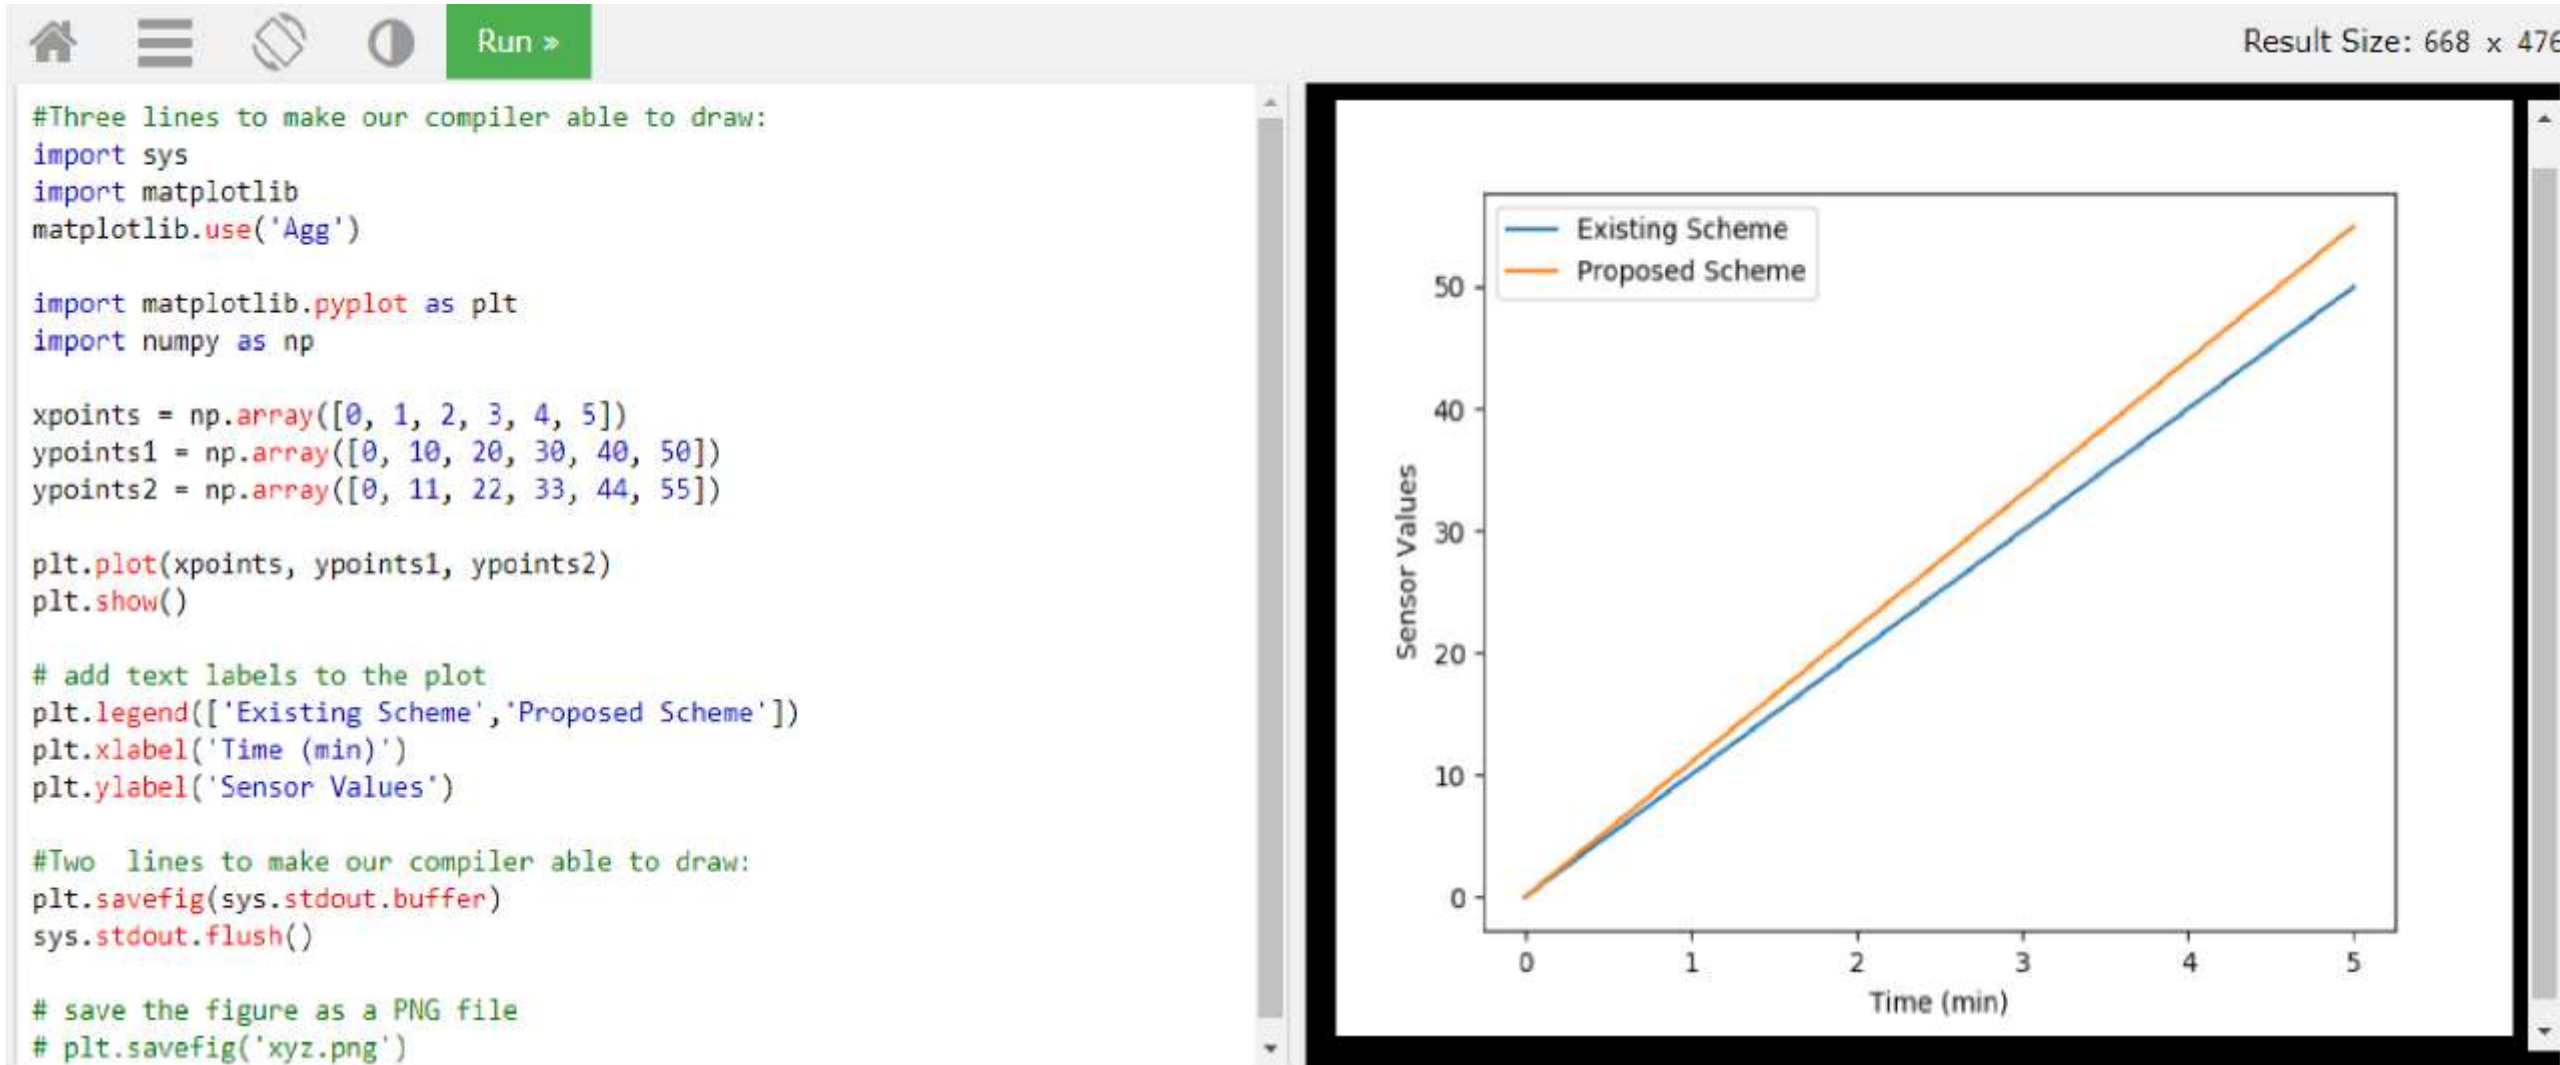 Run »
Result Size: 668 x 476
#Three lines to make our compiler able to draw:
import sys
import matplotlib
matplotlib.use('Agg')
import matplotlib.pyplot as plt
import numpy as np
xpoints = np.array([0, 1, 2, 3, 4, 5])
ypoints1 = np.array([0, 10, 20, 30, 40, 50])
ypoints2 = np.array([0, 11, 22, 33, 44, 55])
plt.plot(xpoints, ypoints1, ypoints2)
plt.show()
# add text labels to the plot
plt.legend(['Existing Scheme','Proposed Scheme'])
plt.xlabel('Time (min)')
plt.ylabel('Sensor Values')
#Two  lines to make our compiler able to draw:
plt.savefig(sys.stdout.buffer)
sys.stdout.flush()
# save the figure as a PNG file
# plt.savefig('xyz.png')
Existing Scheme
Proposed Scheme
50
40
30
20
10
0
Sensor Values
0 1 2 3 4 5
Time (min)